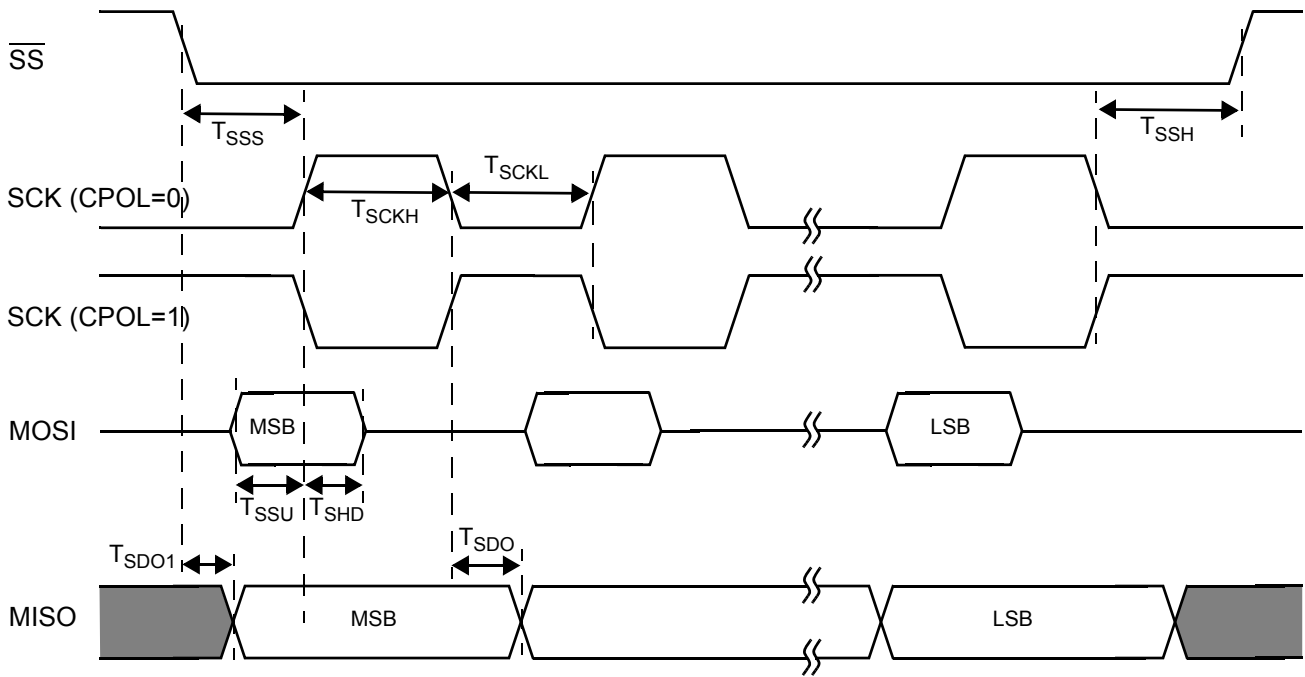 SS
TSSS
TSSH
SCK (CPOL=0)
TSCKH
TSCKL
SCK (CPOL=1)
MOSI
MSB
LSB
TSSU
TSHD
TSDO1
TSDO
MISO
MSB
LSB